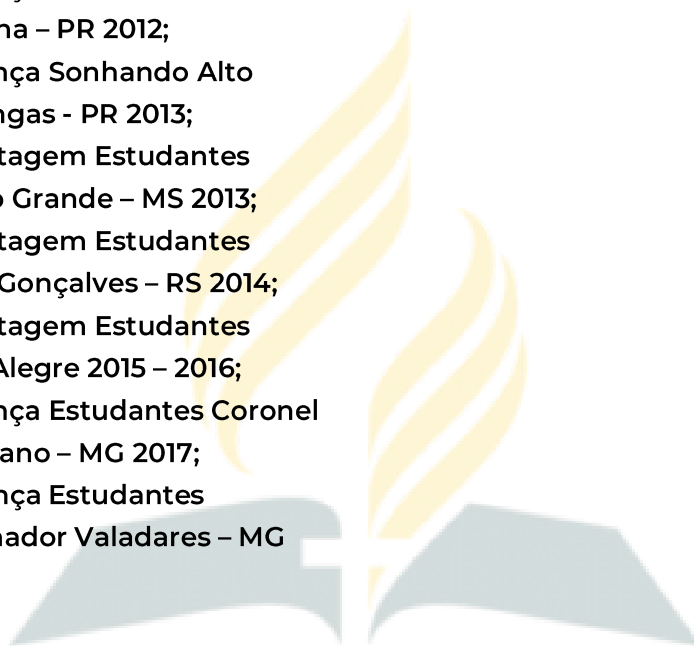 na – PR 2012;
nça Sonhando Alto
ngas - PR 2013;
tagem Estudantes
o Grande – MS 2013;
tagem Estudantes
Gonçalves – RS 2014;
tagem Estudantes
Alegre 2015 – 2016;
nça Estudantes Coronel
ano – MG 2017;
nça Estudantes
nador Valadares – MG